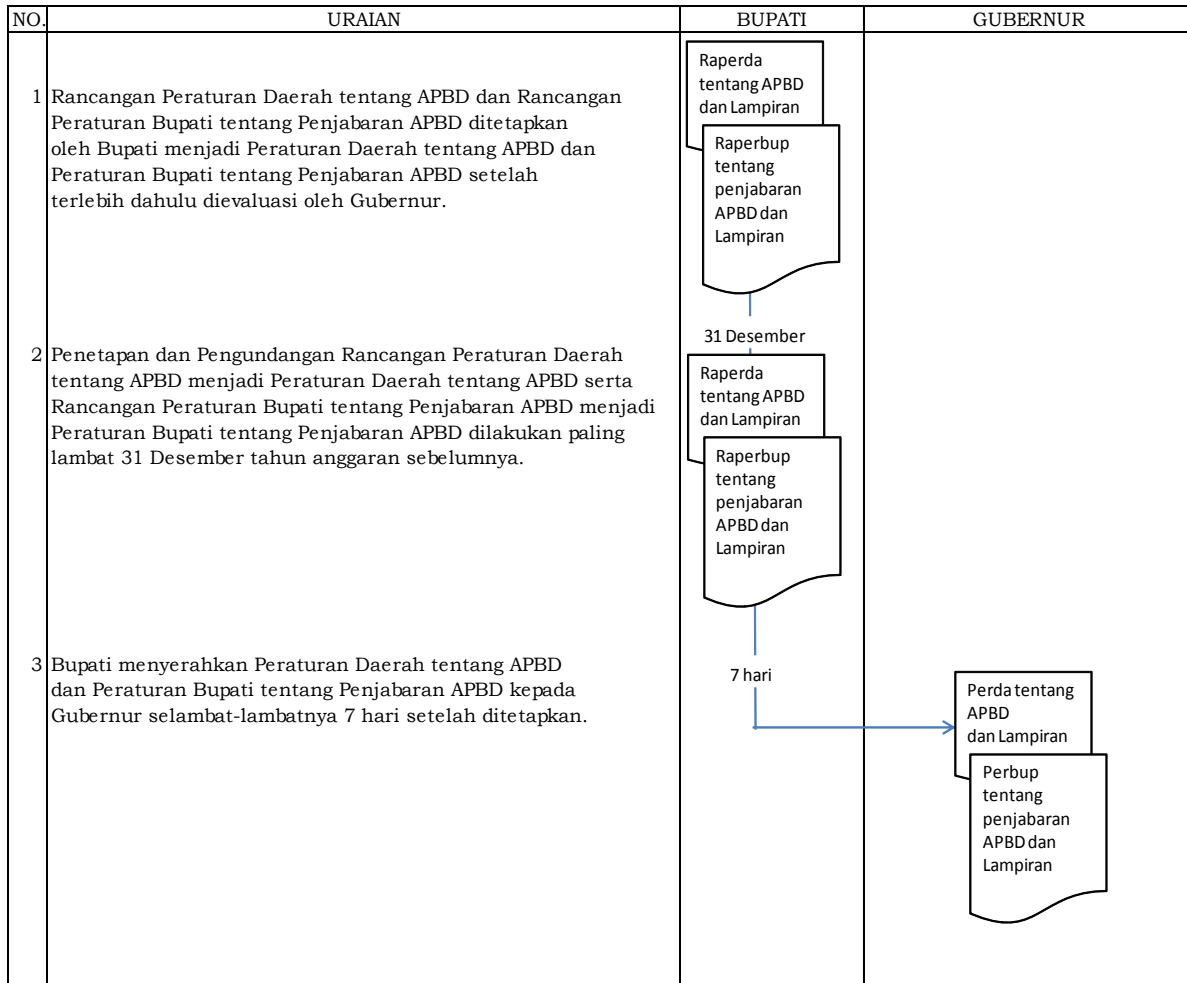 NO. URAIAN BUPATI GUBERNUR
1 Rancangan Peraturan Daerah tentang APBD dan Rancangan
Peraturan Bupati tentang Penjabaran APBD ditetapkan
oleh Bupati menjadi Peraturan Daerah tentang APBD dan
Peraturan Bupati tentang Penjabaran APBD setelah
terlebih dahulu dievaluasi oleh Gubernur.
Raperda
tentang APBD
dan Lampiran
Raperbup
tentang
penjabaran
APBD dan
Lampiran
31 Desember
2 Penetapan dan Pengundangan Rancangan Peraturan Daerah
tentang APBD menjadi Peraturan Daerah tentang APBD serta
Rancangan Peraturan Bupati tentang Penjabaran APBD menjadi
Peraturan Bupati tentang Penjabaran APBD dilakukan paling
lambat 31 Desember tahun anggaran sebelumnya.
Raperda
tentang APBD
dan Lampiran
Raperbup
tentang
penjabaran
APBD dan
Lampiran
3 Bupati menyerahkan Peraturan Daerah tentang APBD
dan Peraturan Bupati tentang Penjabaran APBD kepada
Gubernur selambat-lambatnya 7 hari setelah ditetapkan.
7 hari
Perda tentang
APBD
dan Lampiran
Perbup
tentang
penjabaran
APBD dan
Lampiran